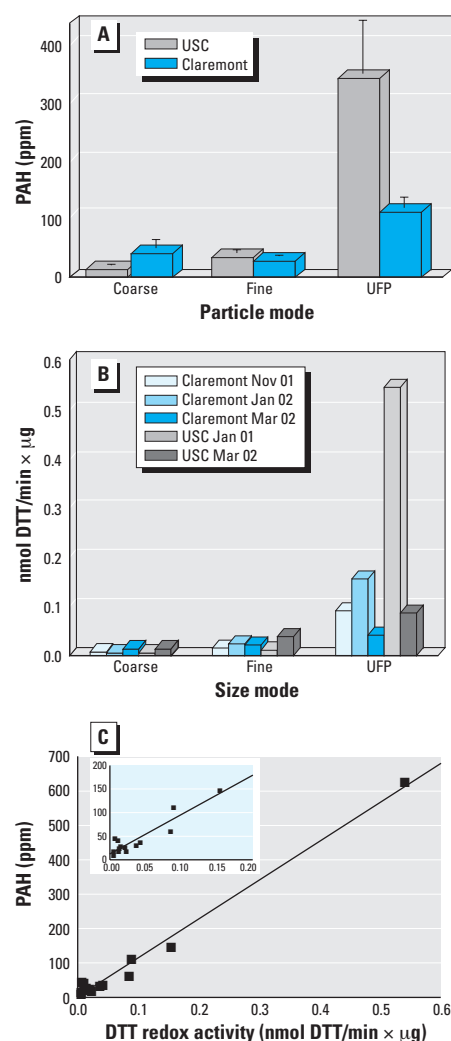 A
USC
Claremont
PAH (ppm)
400
300
200
100
0
Coarse
Fine
UFP
Particle mode
B
Claremont Nov 01
Claremont Jan 02
Claremont Mar 02
USC Jan 01
USC Mar 02
nmol DTT/min × μg
0.6
0.5
0.4
0.3
0.2
0.1
0.0
Coarse
Fine
UFP
Size mode
C
PAH (ppm)
700
600
500
400
300
200
100
0
200
150
100
50
0
0.00 0.05 0.10 0.15 0.20
0.0 0.1 0.2 0.3 0.4 0.5 0.6
DTT redox activity (nmol DTT/min × μg)